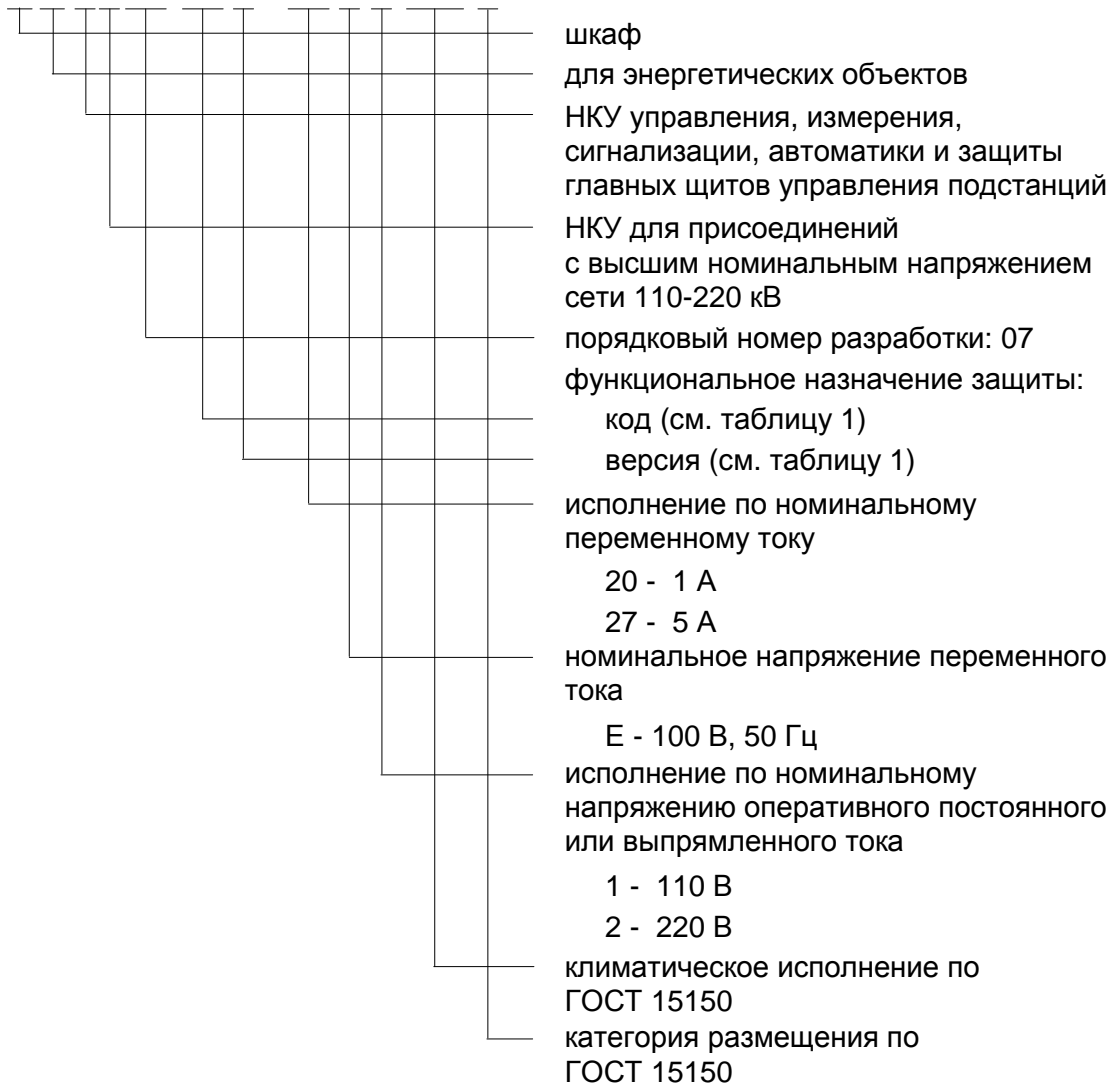 шкаф
для энергетических объектов
НКУ управления, измерения,
сигнализации, автоматики и защиты
главных щитов управления подстанций
НКУ для присоединений
с высшим номинальным напряжением
сети 110-220 кВ
порядковый номер разработки: 07
функциональное назначение защиты:
код (см. таблицу 1)
версия (см. таблицу 1)
исполнение по номинальному
переменному току
20 - 1 А
27 - 5 А
номинальное напряжение переменного
тока
Е - 100 В, 50 Гц
исполнение по номинальному
напряжению оперативного постоянного
или выпрямленного тока
1 - 110 В
2 - 220 В
климатическое исполнение по
ГОСТ 15150
категория размещения по
ГОСТ 15150